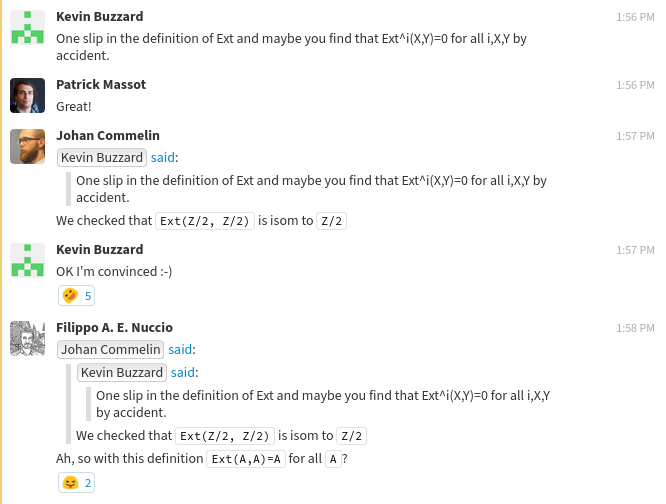 Kevin Buzzard 1:56 PM
One slip in the definition of Ext and maybe you find that Ext^i(X,Y)=0 for all i,X,Y by
accident.
Patrick Massot 1:56 PM
Great!
Johan Commelin 1:57 PM
Kevin Buzzard said:
One slip in the definition of Ext and maybe you find that Ext^i(X,Y)=0 for all i,X,Y by
accident.
We checked that Ext(Z/2, Z/2) is isom to Z/2
Kevin Buzzard 1:57 PM
OK I'm convinced :-)
🤣 5
Filippo A. E. Nuccio 1:58 PM
Johan Commelin said:
Kevin Buzzard said:
One slip in the definition of Ext and maybe you find that Ext^i(X,Y)=0 for all i,X,Y
by accident.
We checked that Ext(Z/2, Z/2) is isom to Z/2
Ah, so with this definition Ext(A,A)=A for all A?
😝 2